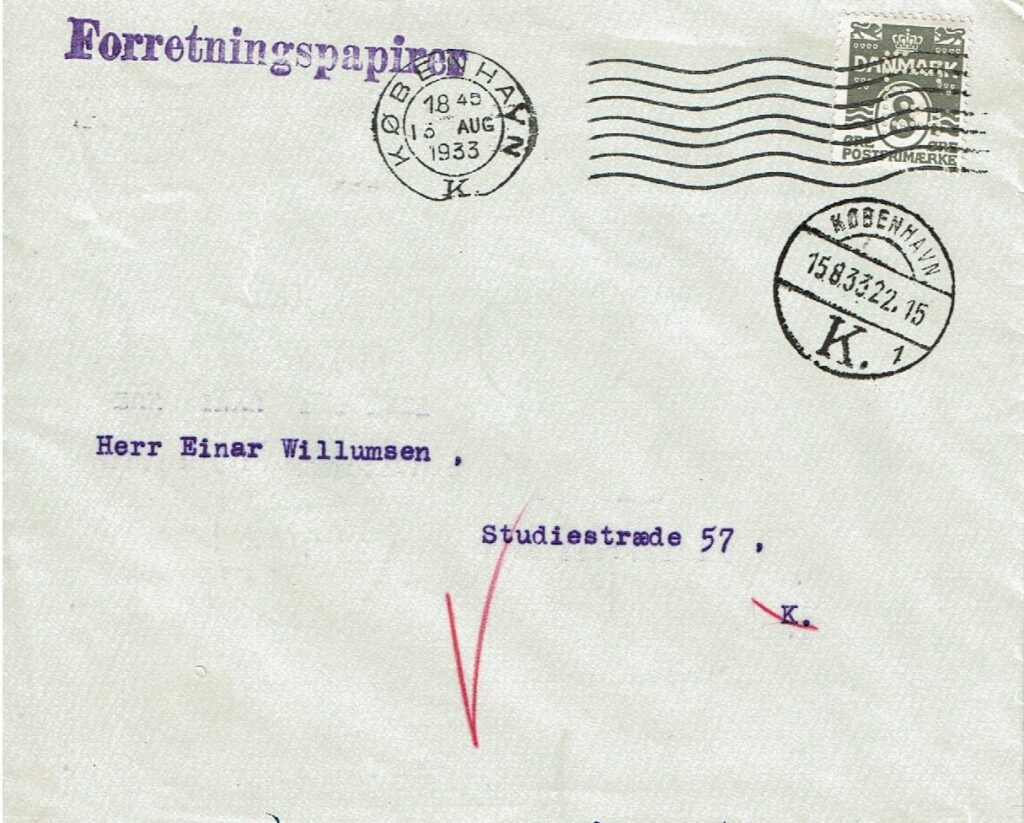 Forretningspapirer
KØBENHAVN
18 45
15 AUG
1933
K.
DANMARK
8
ØRE ØRE
POSTFRIMÆRKE
KØBENHAVN
15.8.33.22.15
K. 1
Herr Einar Willumsen ,
Studiestræde 57 ,
K.